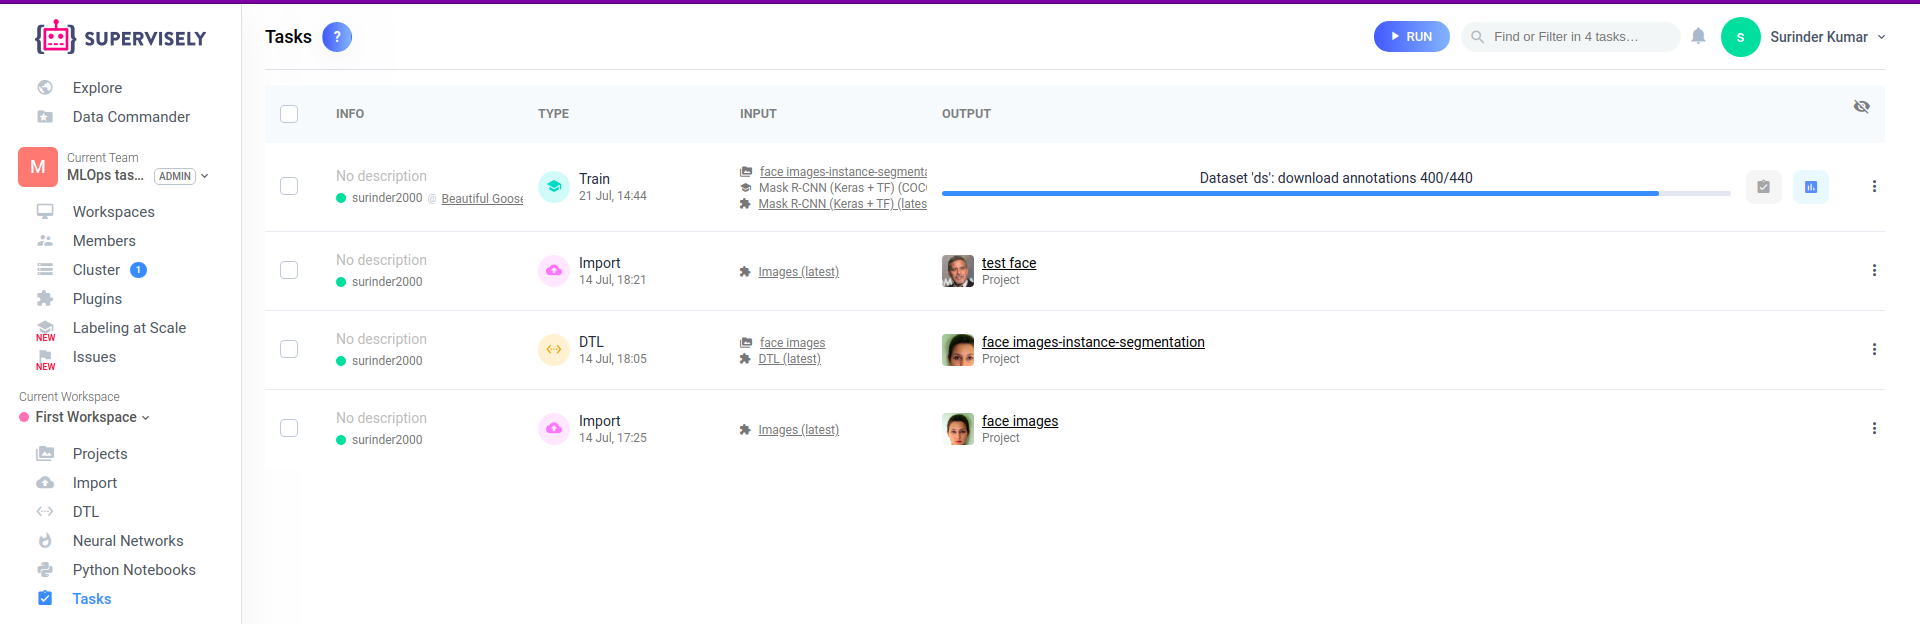 SUPERVISELY
Explore
Data Commander
M
Current Team
MLOps tas...
ADMIN
Workspaces
Members
Cluster 1
Plugins
Labeling at Scale
NEW
Issues
NEW
Current Workspace
First Workspace
Projects
Import
DTL
Neural Networks
Python Notebooks
Tasks
Tasks ?
RUN
Find or Filter in 4 tasks...
S
Surinder Kumar
INFO TYPE INPUT OUTPUT
No description
surinder2000 @ Beautiful Goose
Train
21 Jul, 14:44
face images-instance-segmenta
Mask R-CNN (Keras + TF) (COC
Mask R-CNN (Keras + TF) (lates
Dataset 'ds': download annotations 400/440
No description
surinder2000
Import
14 Jul, 18:21
Images (latest)
test face
Project
No description
surinder2000
DTL
14 Jul, 18:05
face images
DTL (latest)
face images-instance-segmentation
Project
No description
surinder2000
Import
14 Jul, 17:25
Images (latest)
face images
Project